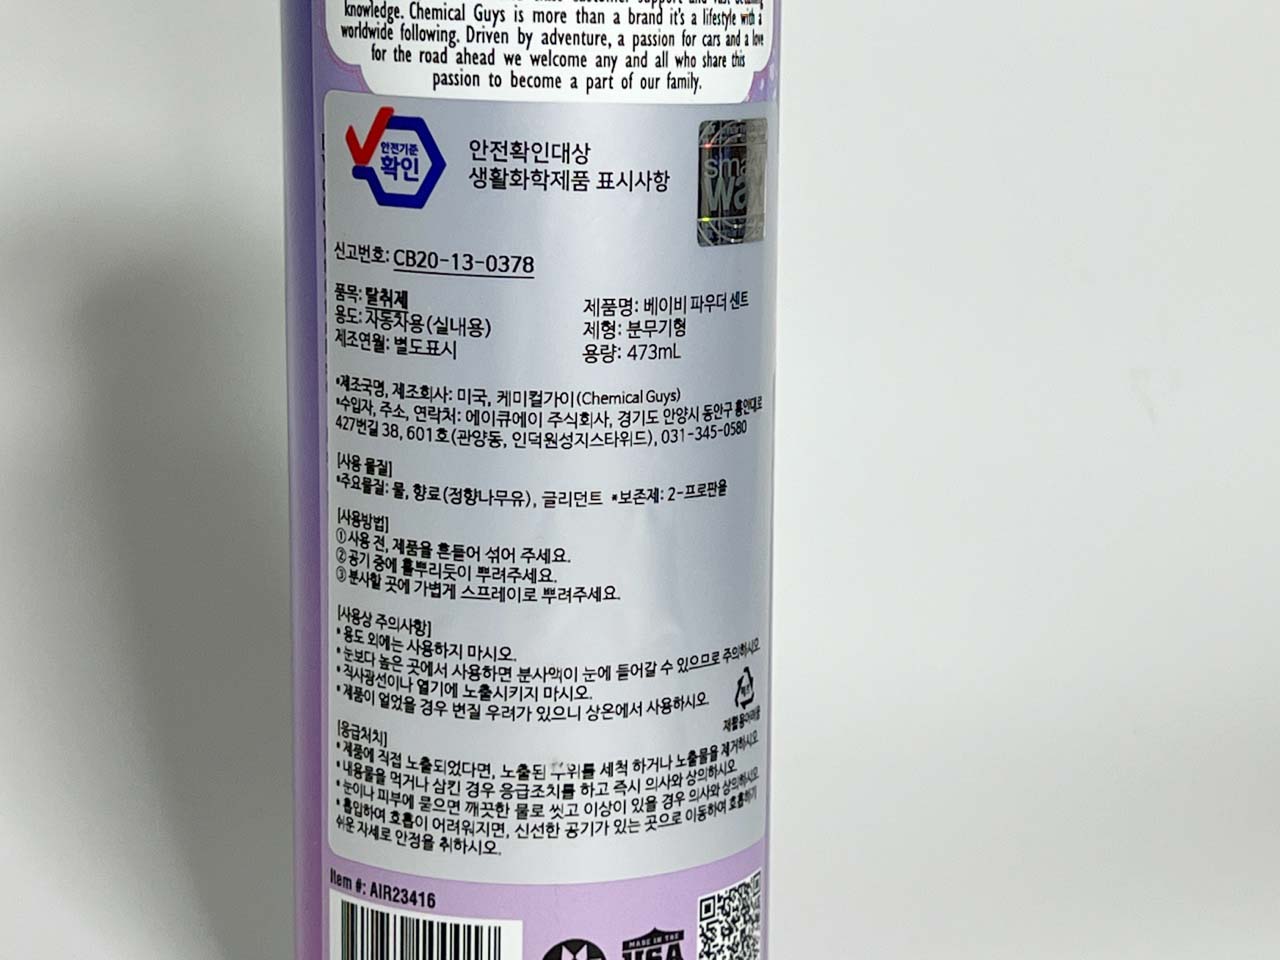 knowledge. Chemical Guys is more than a brand it's a lifestyle with a
worldwide following. Driven by adventure, a passion for cars and a love
for the road ahead we welcome any and all who share this
passion to become a part of our family.
안전기준
확인
안전확인대상
생활화학제품 표시사항
smart
wax
신고번호: CB20-13-0378
품목: 탈취제
제품명: 베이비 파우더 센트
용도: 자동차용(실내용)
제형: 분무기형
제조연월: 별도표시
용량: 473mL
*제조국명, 제조회사: 미국, 케미컬가이(Chemical Guys)
*수입자, 주소, 연락처: 에이큐에이 주식회사, 경기도 안양시 동안구 흥안대로
427번길 38, 601호(관양동, 인덕원성지스타위드), 031-345-0580
[사용 물질]
*주요물질: 물, 향료(정향나무유), 글리던트 *보존제: 2-프로판올
[사용방법]
① 사용 전, 제품을 흔들어 섞어 주세요.
② 공기 중에 흩뿌리듯이 뿌려주세요.
③ 분사할 곳에 가볍게 스프레이로 뿌려주세요.
[사용상 주의사항]
* 용도 외에는 사용하지 마시오.
* 눈보다 높은 곳에서 사용하면 분사액이 눈에 들어갈 수 있으므로 주의하시오
* 직사광선이나 열기에 노출시키지 마시오.
* 제품이 얼었을 경우 변질 우려가 있으니 상온에서 사용하시오
재활용어려움
[응급처치]
* 제품에 직접 노출되었다면, 노출된 부위를 세척 하거나 노출물을 제거하시오
* 내용물을 먹거나 삼킨 경우 응급조치를 하고 즉시 의사와 상의하시오
* 눈이나 피부에 묻으면 깨끗한 물로 씻고 이상이 있을 경우 의사와 상의하시오
* 흡입하여 호흡이 어려워지면, 신선한 공기가 있는 곳으로 이동하여 호흡하기
쉬운 자세로 안정을 취하시오.
Item #: AIR23416
MADE IN THE
USA